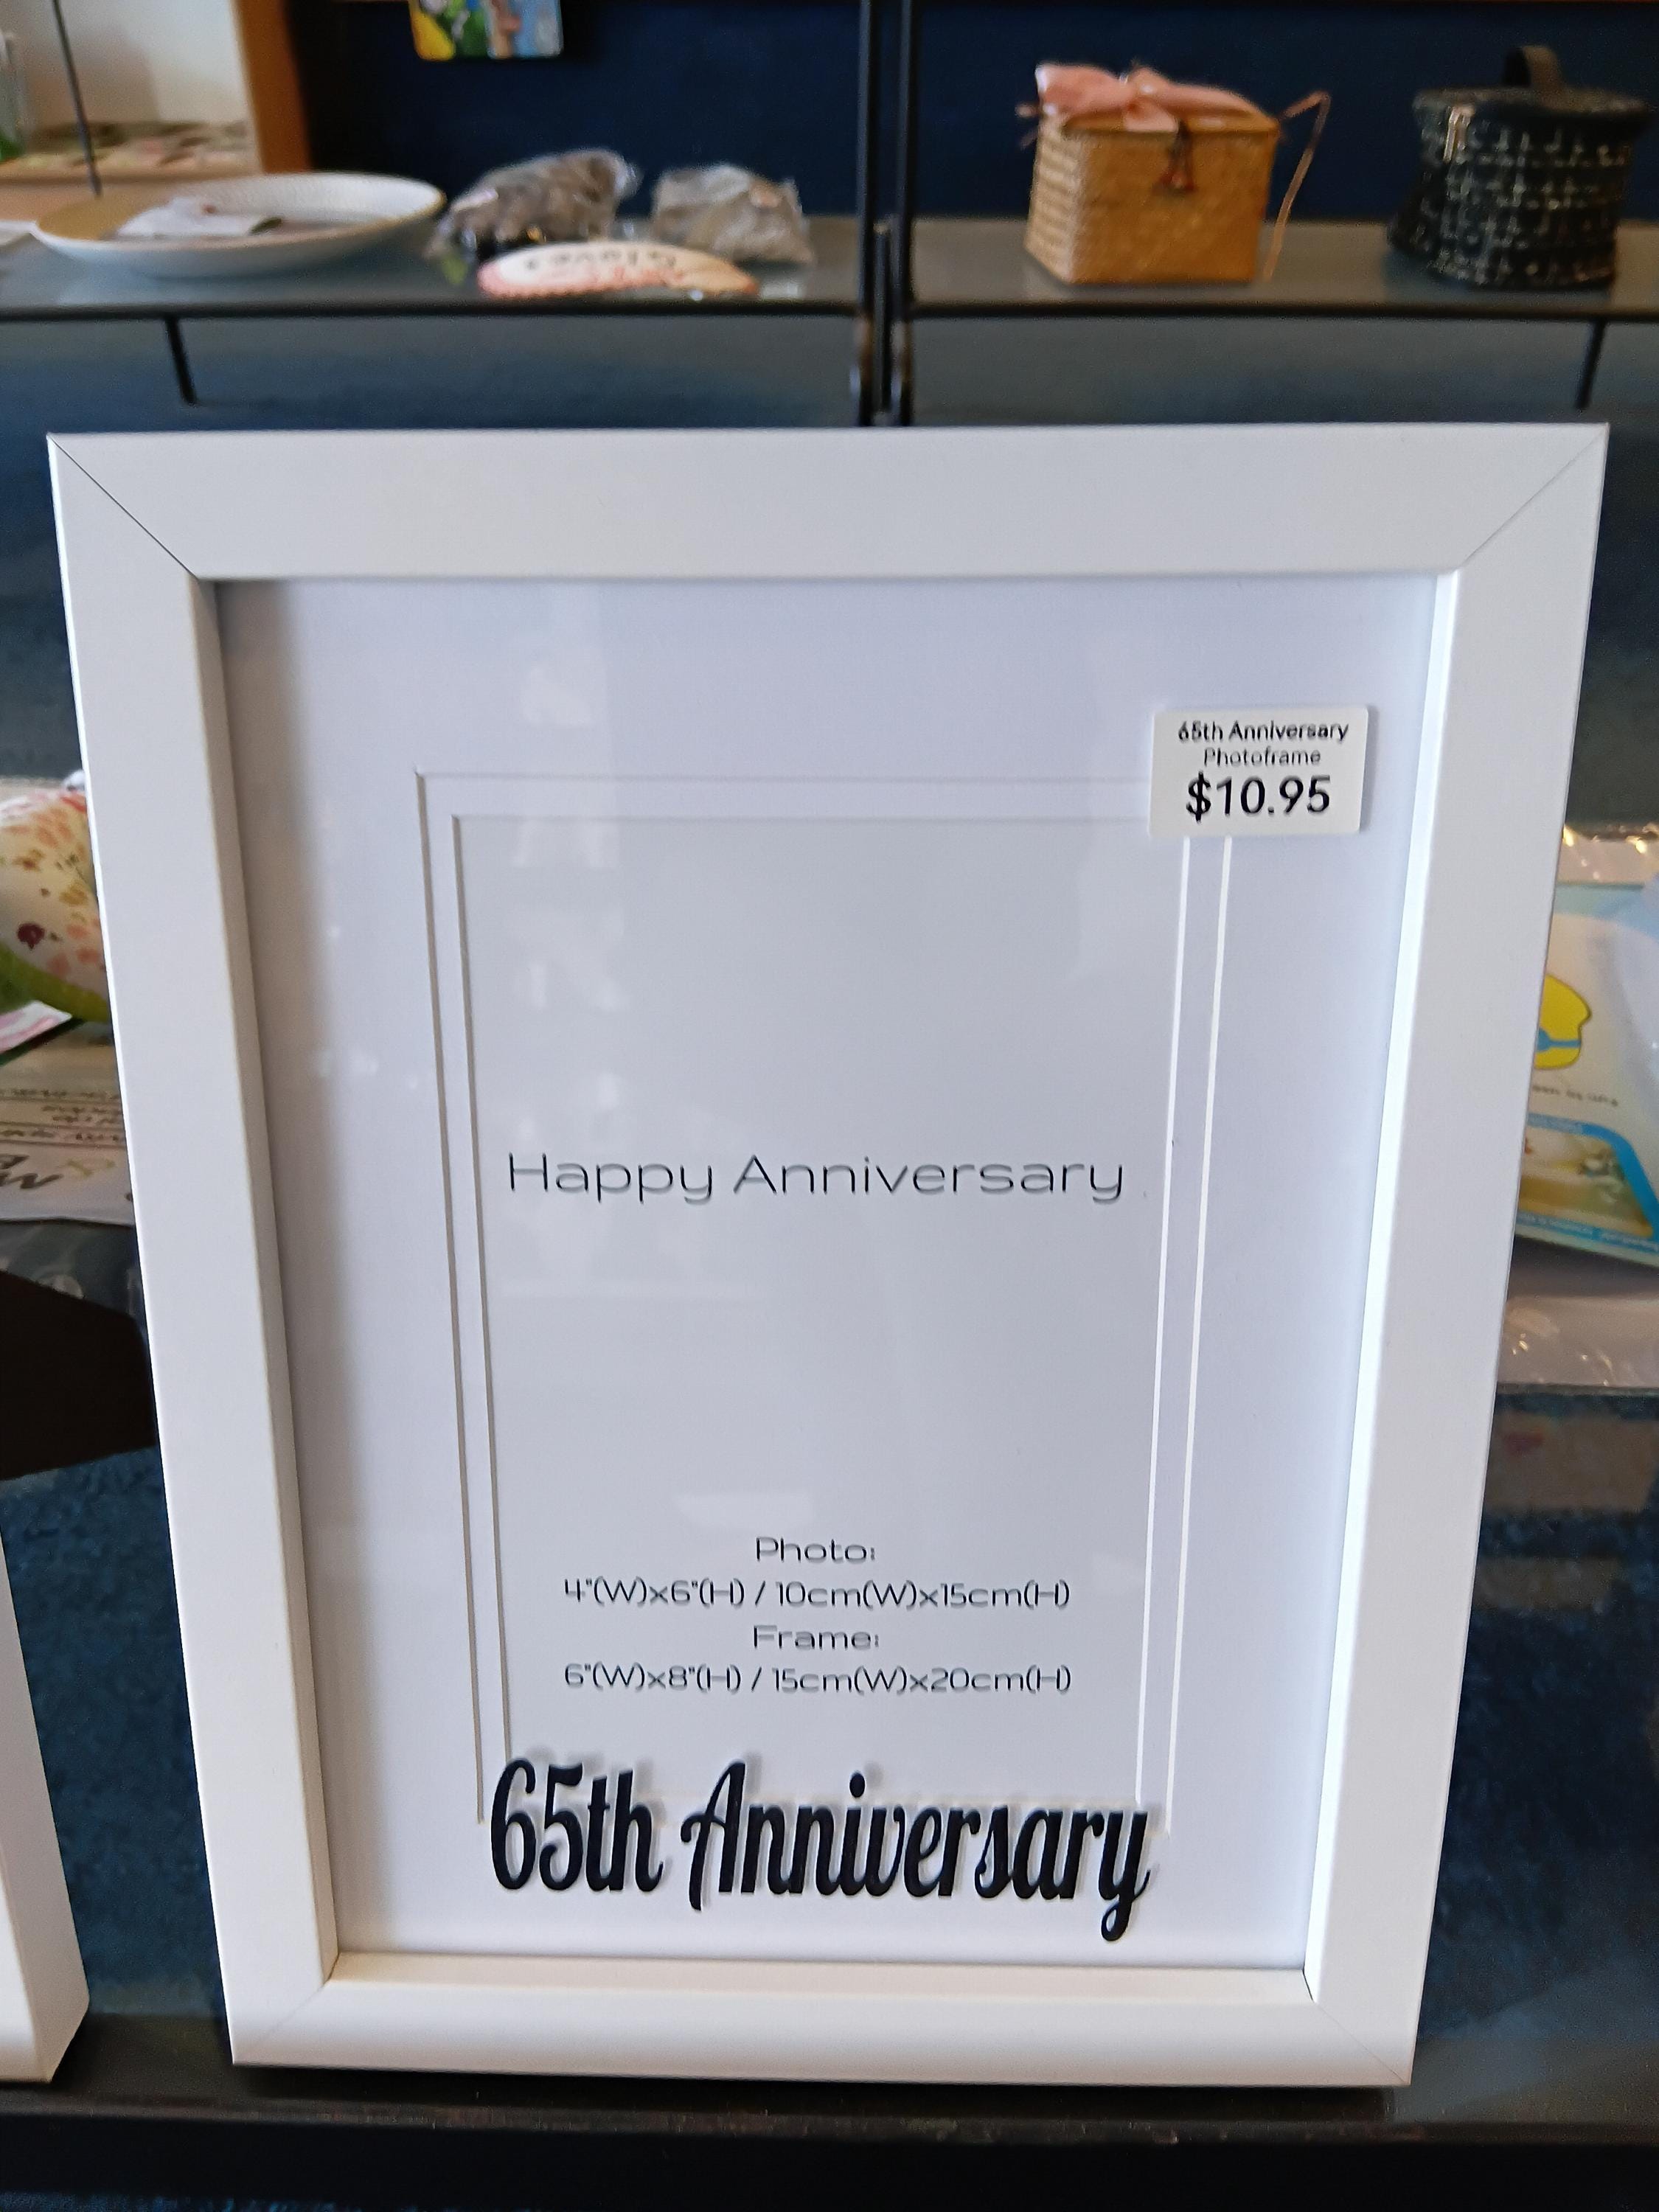 65th Anniversary
Photoframe
$10.95
Happy Anniversary
Photo:
4"(W)x6"(H) / 10cm(W)x15cm(H)
Frame:
6"(W)x8"(H) / 15cm(W)x20cm(H)
65th Anniversary